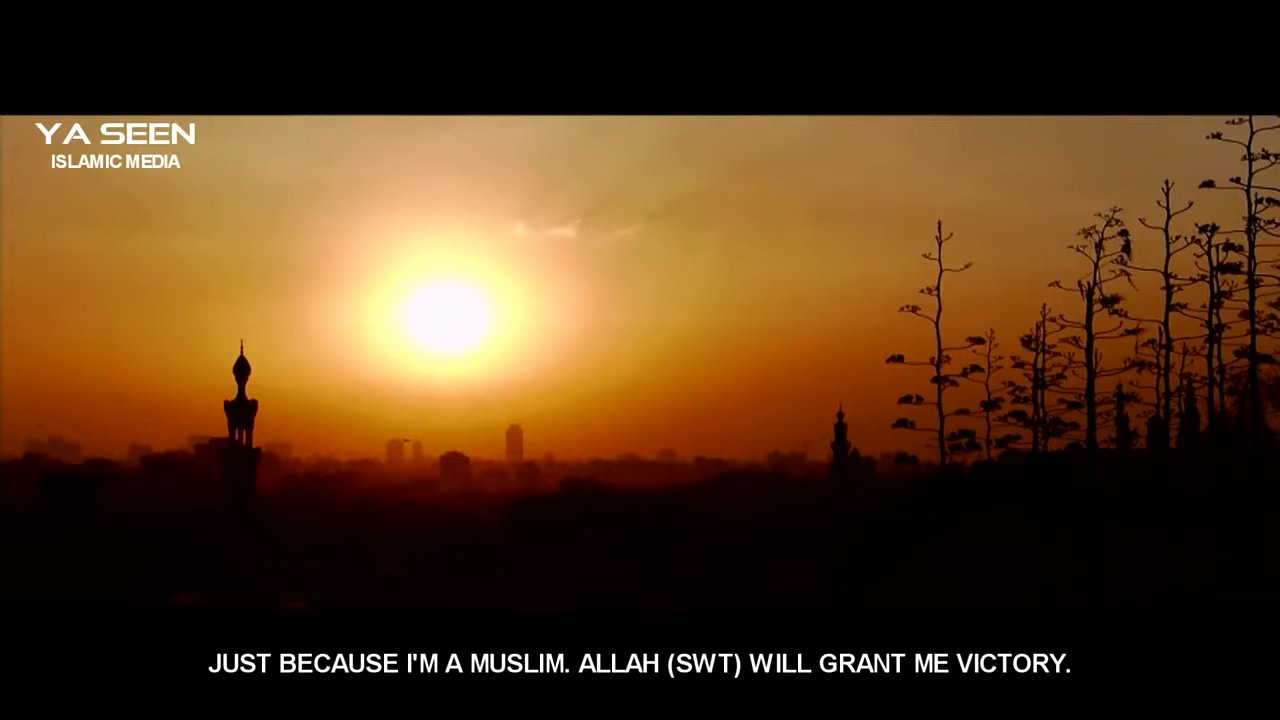 YA SEEN
ISLAMIC MEDIA
JUST BECAUSE I'M A MUSLIM. ALLAH (SWT) WILL GRANT ME VICTORY.